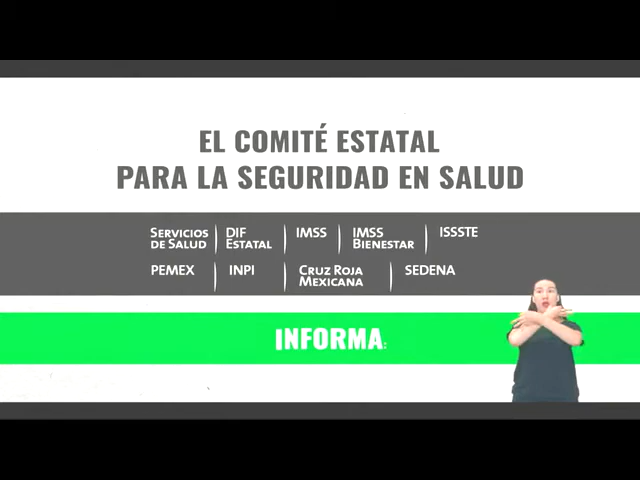 EL COMITÉ ESTATAL
PARA LA SEGURIDAD EN SALUD
SERVICIOS DE SALUD
DIF ESTATAL
IMSS
IMSS BIENESTAR
ISSSTE
PEMEX
INPI
CRUZ ROJA MEXICANA
SEDENA
INFORMA: